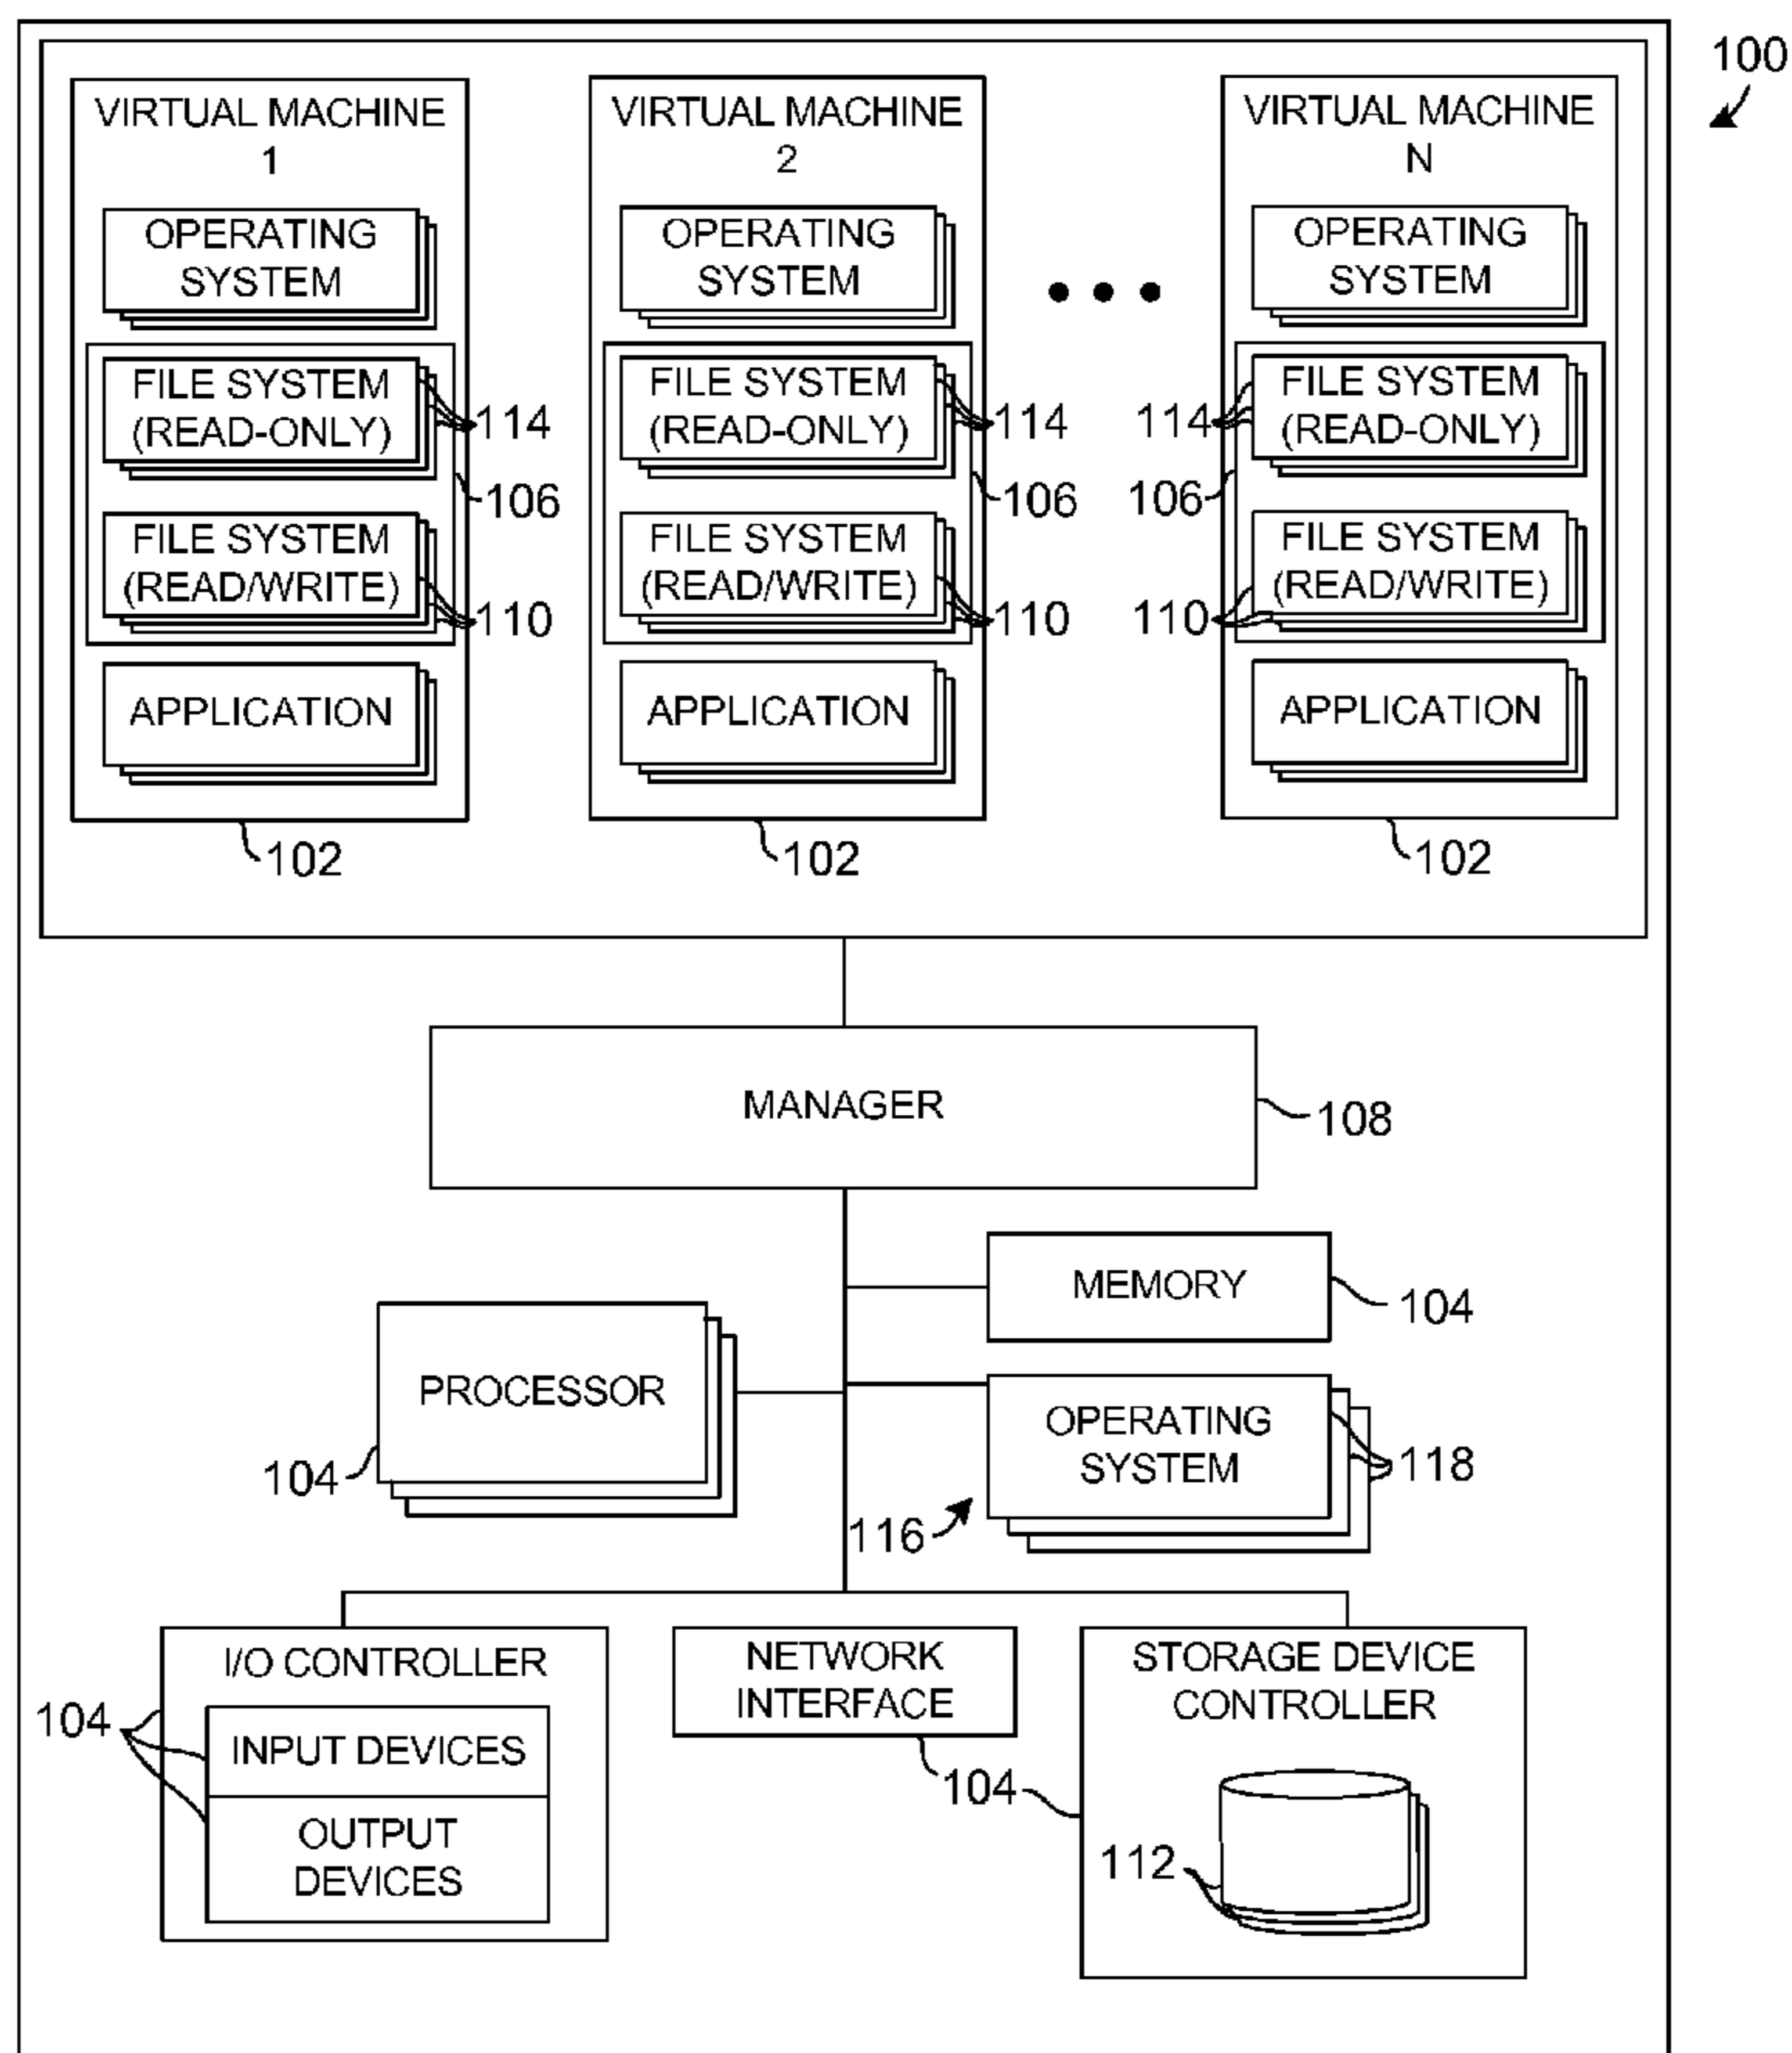 100
VIRTUAL MACHINE
1
OPERATING
SYSTEM
FILE SYSTEM
(READ-ONLY)
114
106
FILE SYSTEM
(READ/WRITE)
110
APPLICATION
102
VIRTUAL MACHINE
2
OPERATING
SYSTEM
FILE SYSTEM
(READ-ONLY)
114
106
FILE SYSTEM
(READ/WRITE)
110
APPLICATION
102
VIRTUAL MACHINE
N
OPERATING
SYSTEM
114
FILE SYSTEM
(READ-ONLY)
106
FILE SYSTEM
(READ/WRITE)
110
APPLICATION
102
MANAGER
108
MEMORY
104
PROCESSOR
104
OPERATING
SYSTEM
118
116
I/O CONTROLLER
104
INPUT DEVICES
OUTPUT
DEVICES
NETWORK
INTERFACE
104
STORAGE DEVICE
CONTROLLER
112